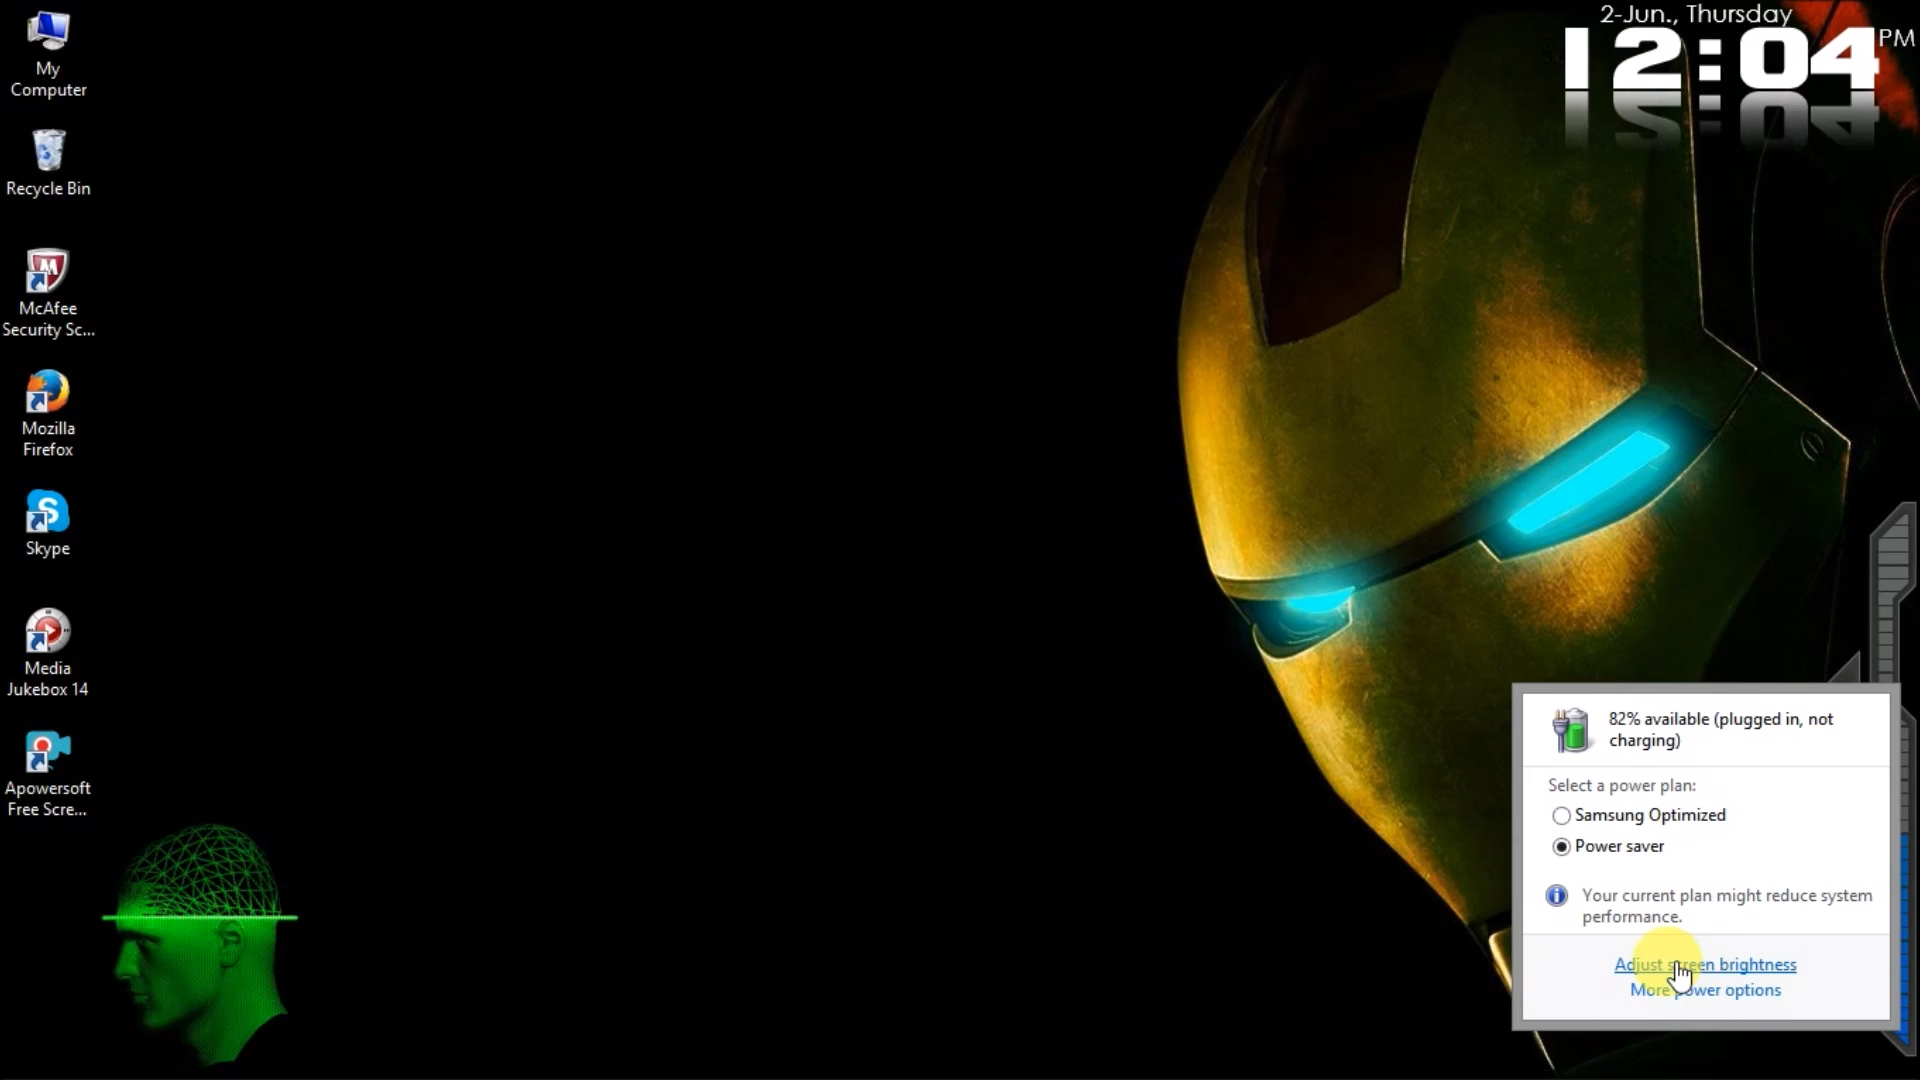 2-Jun., Thursday
12:04
PM
My
Computer
Recycle Bin
McAfee
Security Sc...
Mozilla
Firefox
Skype
Media
Jukebox 14
Apowersoft
Free Scre...
82% available (plugged in, not
charging)
Select a power plan:
Samsung Optimized
Power saver
Your current plan might reduce system
performance.
Adjust screen brightness
More power options